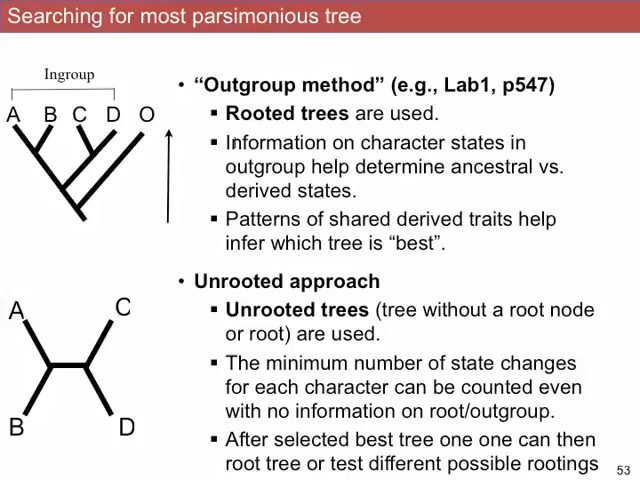 Searching for most parsimonious tree
Ingroup
A B C D O
• “Outgroup method” (e.g., Lab1, p547)
▪ Rooted trees are used.
▪ Information on character states in
outgroup help determine ancestral vs.
derived states.
▪ Patterns of shared derived traits help
infer which tree is “best”.
• Unrooted approach
▪ Unrooted trees (tree without a root node
or root) are used.
▪ The minimum number of state changes
for each character can be counted even
with no information on root/outgroup.
▪ After selected best tree one one can then
root tree or test different possible rootings
A C
B D
53